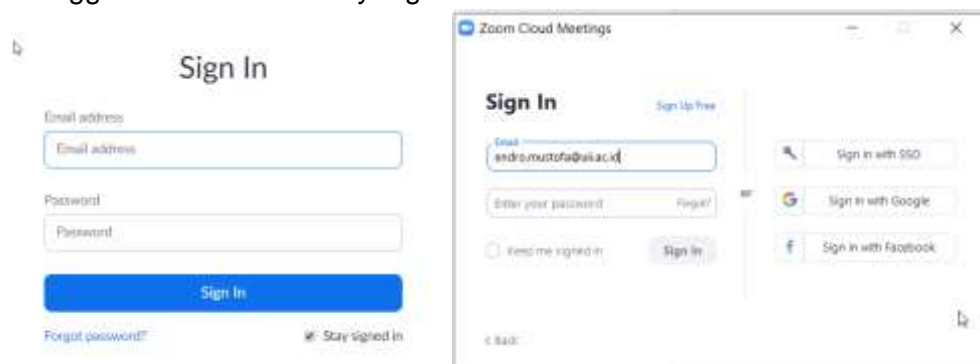 Sign In
Email address
Email address
Password
Password
Sign In
Forgot password?
Stay signed in
Zoom Cloud Meetings
Sign In
Sign Up Free
Email
endro.mustofa@uii.ac.id
Enter your password
Forgot?
Keep me signed in
Sign In
or
Sign in with SSO
Sign in with Google
Sign in with Facebook
< Back